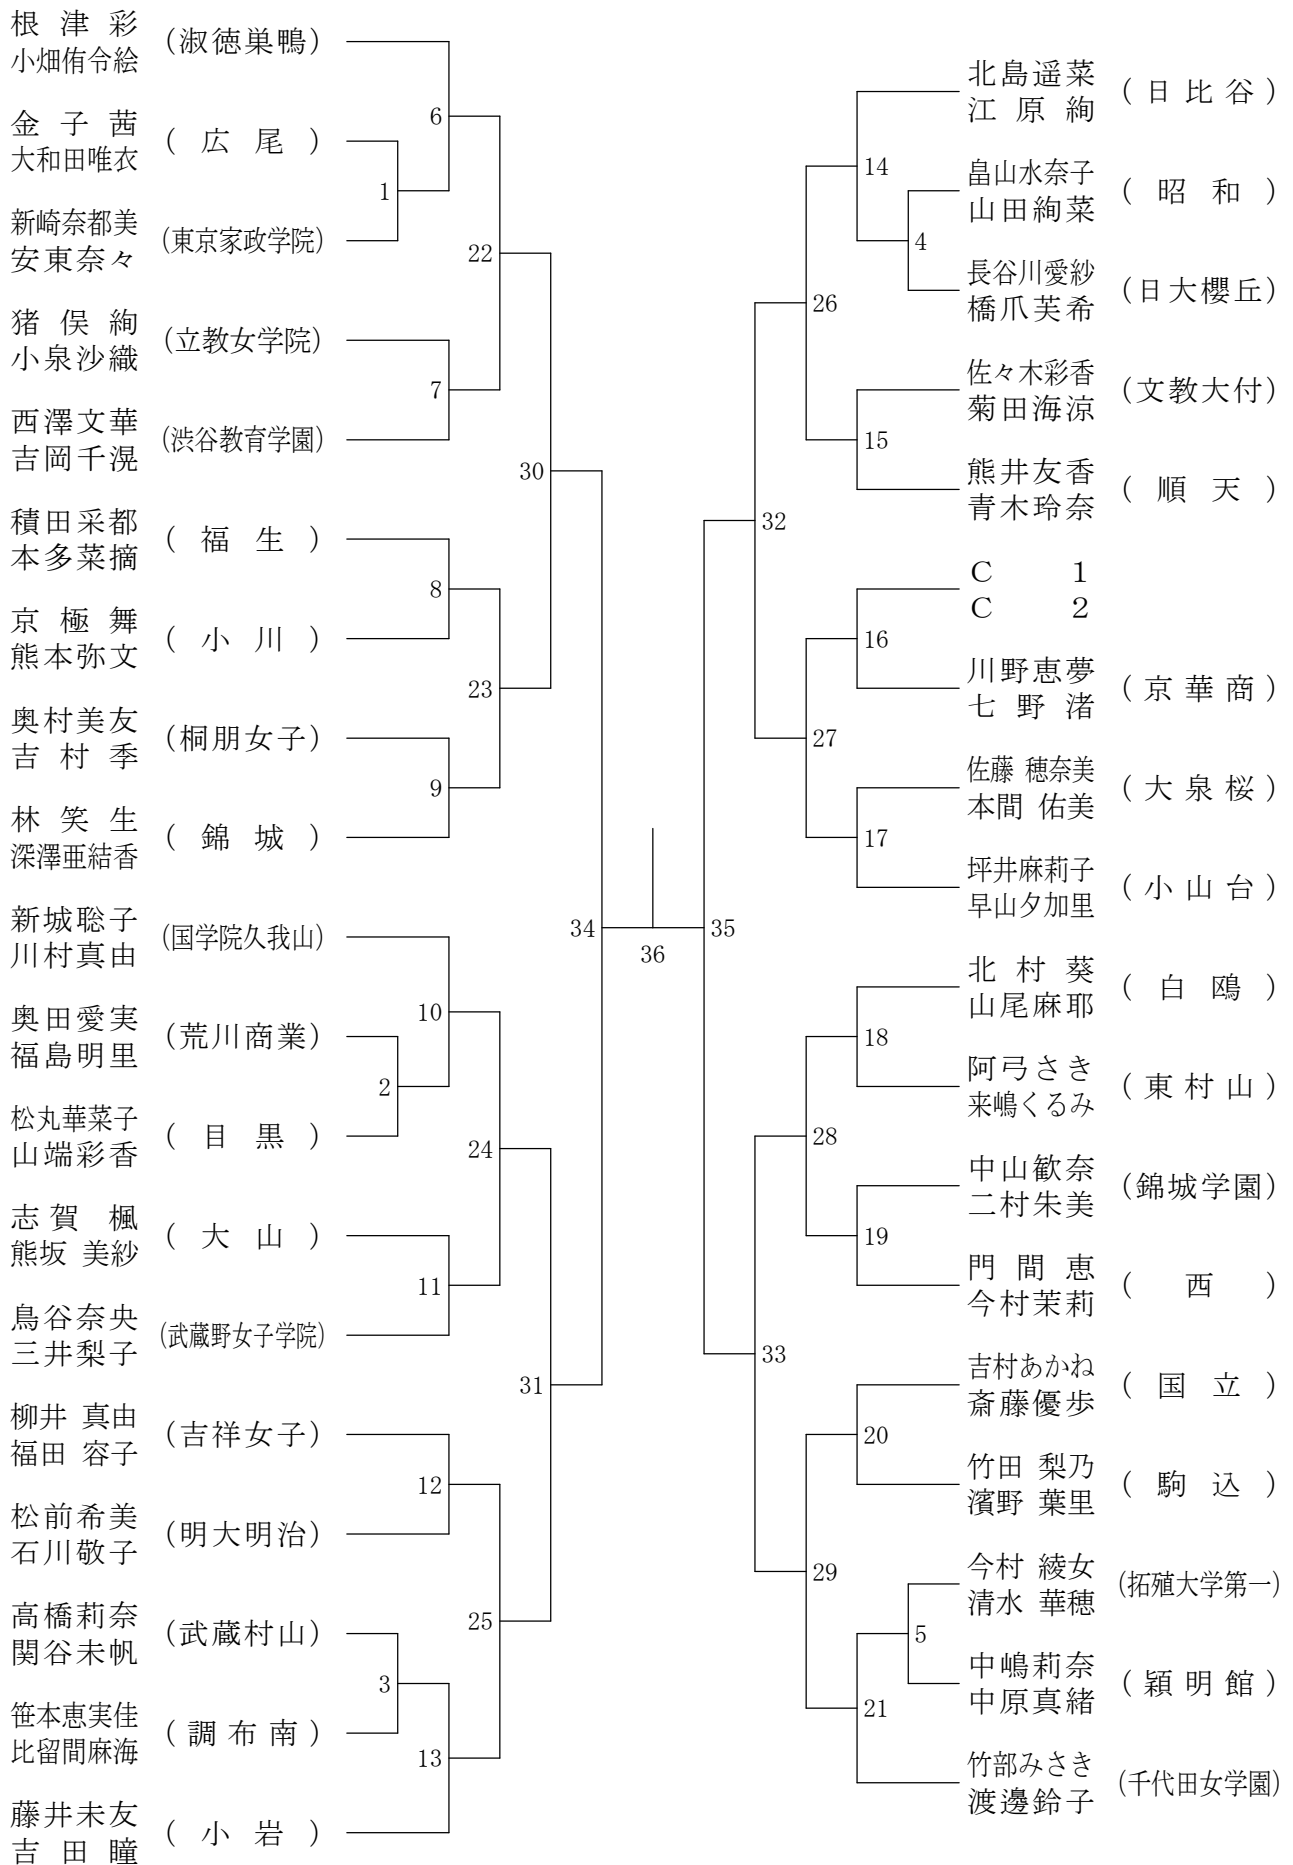 根津彩 (淑徳巣鴨)
小畑侑令絵
6
金子茜 (広尾)
大和田唯衣
1
新崎奈都美 (東京家政学院)
安東奈々
22
猪俣絢 (立教女学院)
小泉沙織
7
西澤文華 (渋谷教育学園)
吉岡千滉
30
積田采都 (福生)
本多菜摘
8
京極舞 (小川)
熊本弥文
23
奥村美友 (桐朋女子)
吉村季
9
林笑生 (錦城)
深澤亜結香
34
新城聡子 (国学院久我山)
川村真由
10
奥田愛実 (荒川商業)
福島明里
2
松丸華菜子 (目黒)
山端彩香
24
志賀楓 (大山)
熊坂 美紗
11
鳥谷奈央 (武蔵野女子学院)
三井梨子
31
柳井 真由 (吉祥女子)
福田 容子
12
松前希美 (明大明治)
石川敬子
25
高橋莉奈 (武蔵村山)
関谷未帆
3
笹本恵実佳 (調布南)
比留間麻海
13
藤井未友 (小岩)
吉田瞳
36
北島遥菜 (日比谷)
江原絢
14
畠山水奈子 (昭和)
山田絢菜
4
長谷川愛紗 (日大櫻丘)
橋爪芙希
26
佐々木彩香 (文教大付)
菊田海涼
15
熊井友香 (順天)
青木玲奈
32
C 1
C 2
16
川野恵夢 (京華商)
七野渚
27
佐藤 穂奈美 (大泉桜)
本間 佑美
17
坪井麻莉子 (小山台)
早山夕加里
35
北村葵 (白鴎)
山尾麻耶
18
阿弓さき (東村山)
来嶋くるみ
28
中山歓奈 (錦城学園)
二村朱美
19
門間恵 (西)
今村茉莉
33
吉村あかね (国立)
斎藤優歩
20
竹田 梨乃 (駒込)
濱野 葉里
29
今村 綾女 (拓殖大学第一)
清水 華穂
5
中嶋莉奈 (穎明館)
中原真緒
21
竹部みさき (千代田女学園)
渡邊鈴子